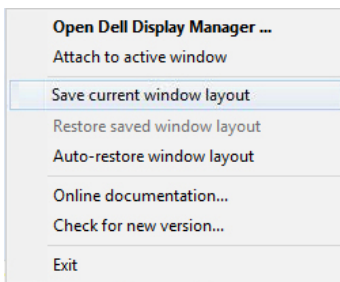 Open Dell Display Manager ...
Attach to active window
Save current window layout
Restore saved window layout
Auto-restore window layout
Online documentation...
Check for new version...
Exit